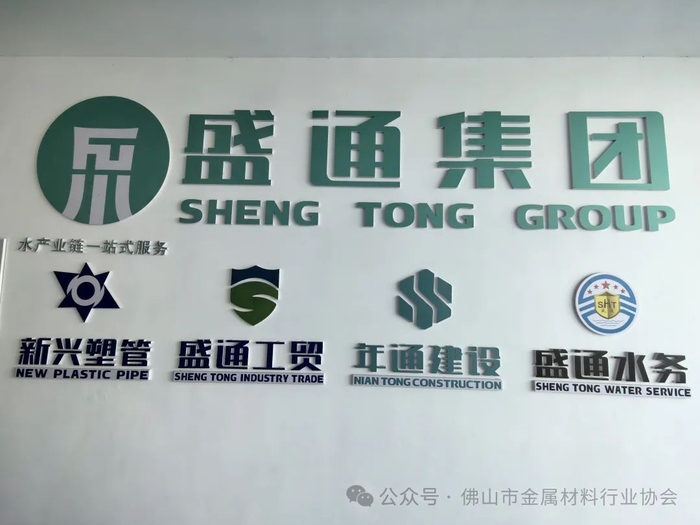 盛通集团
SHENG TONG GROUP
水产业链一站式服务
SHT
新兴塑管
NEW PLASTIC PIPE
盛通工贸
SHENG TONG INDUSTRY TRADE
年通建设
NIAN TONG CONSTRUCTION
盛通水务
SHENG TONG WATER SERVICE
公众号·佛山市金属材料行业协会